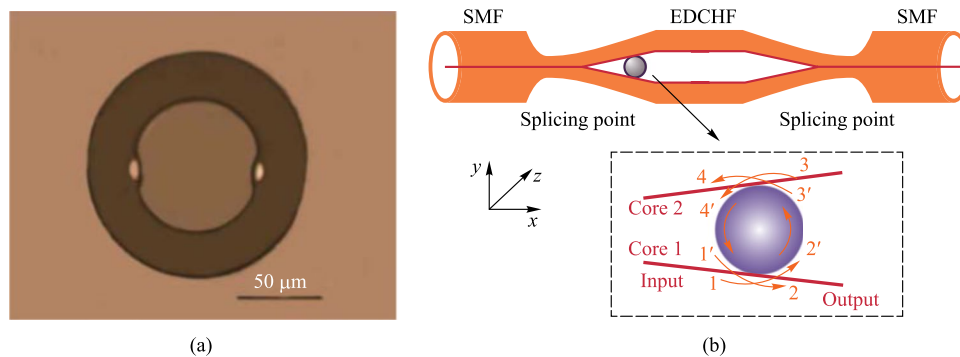 50 μm
(a)
SMF
EDCHF
SMF
Splicing point
Splicing point
y
z
x
4
3
Core 2
4′
3′
Core 1
1′
2′
Input
1
2
Output
(b)